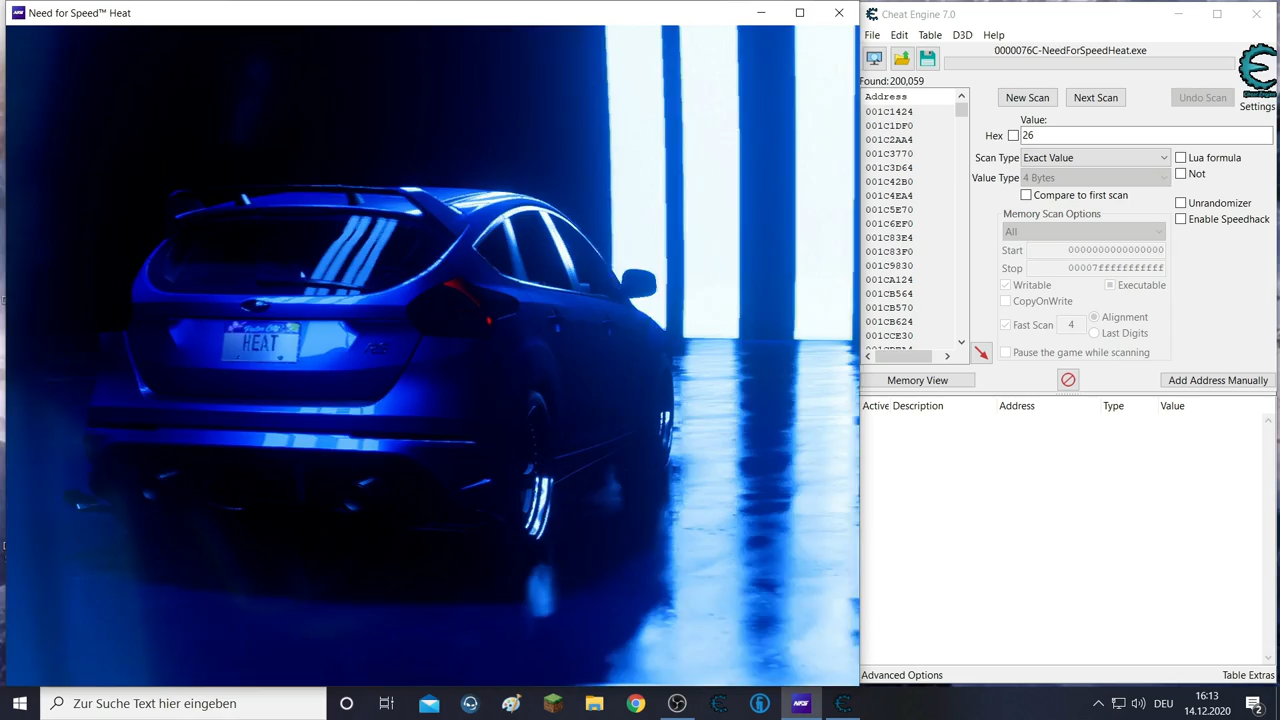 NFS Need for Speed™ Heat
HEAT
Cheat Engine 7.0
File Edit Table D3D Help
0000076C-NeedForSpeedHeat.exe
Found:200,059
Cheat Engine
Settings
Address
001C1424
001C1DF0
001C2AA4
001C3770
001C3D64
001C42B0
001C4EA4
001C5E70
001C6EF0
001C83E4
001C83F0
001C9830
001CA124
001CB564
001CB570
001CB624
001CCE30
New Scan Next Scan Undo Scan
Value:
Hex 26
Scan Type Exact Value Lua formula
Value Type 4 Bytes Not
Compare to first scan
Memory Scan Options
All
Unrandomizer
Enable Speedhack
Start 0000000000000000
Stop 00007fffffffffff
Writable Executable
CopyOnWrite
Fast Scan 4 Alignment
Last Digits
Pause the game while scanning
Memory View Add Address Manually
Active Description Address Type Value
Advanced Options Table Extras
Zur Suche Text hier eingeben
NFS
DEU
16:13
14.12.2020
2